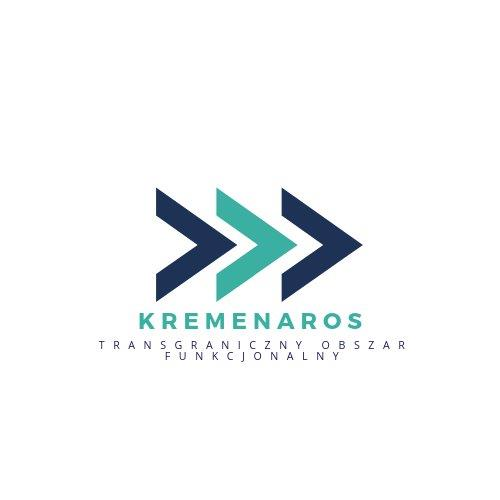 KREMENAROS
TRANSGRANICZNY OBSZAR
FUNKCJONALNY